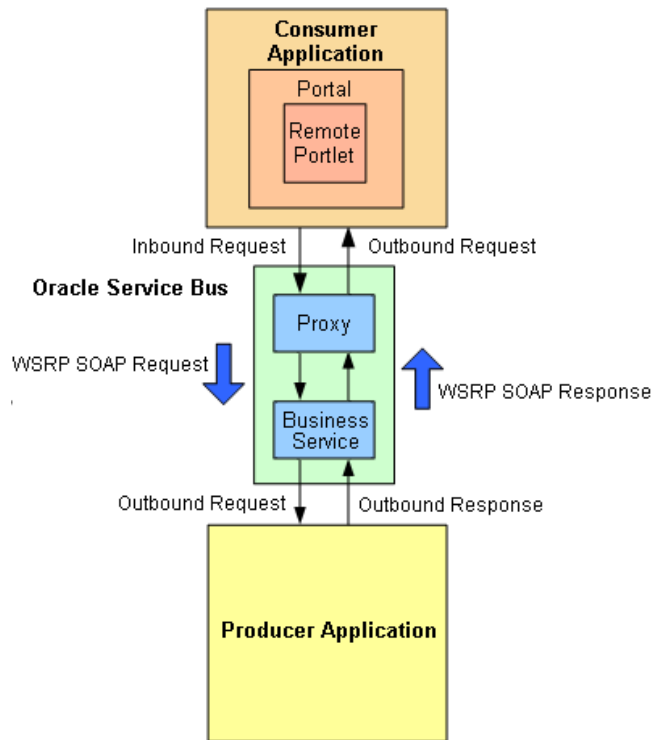 Consumer
Application
Portal
Remote
Portlet
Inbound Request
Outbound Request
Oracle Service Bus
Proxy
WSRP SOAP Request
WSRP SOAP Response
Business
Service
Outbound Request
Outbound Response
Producer Application